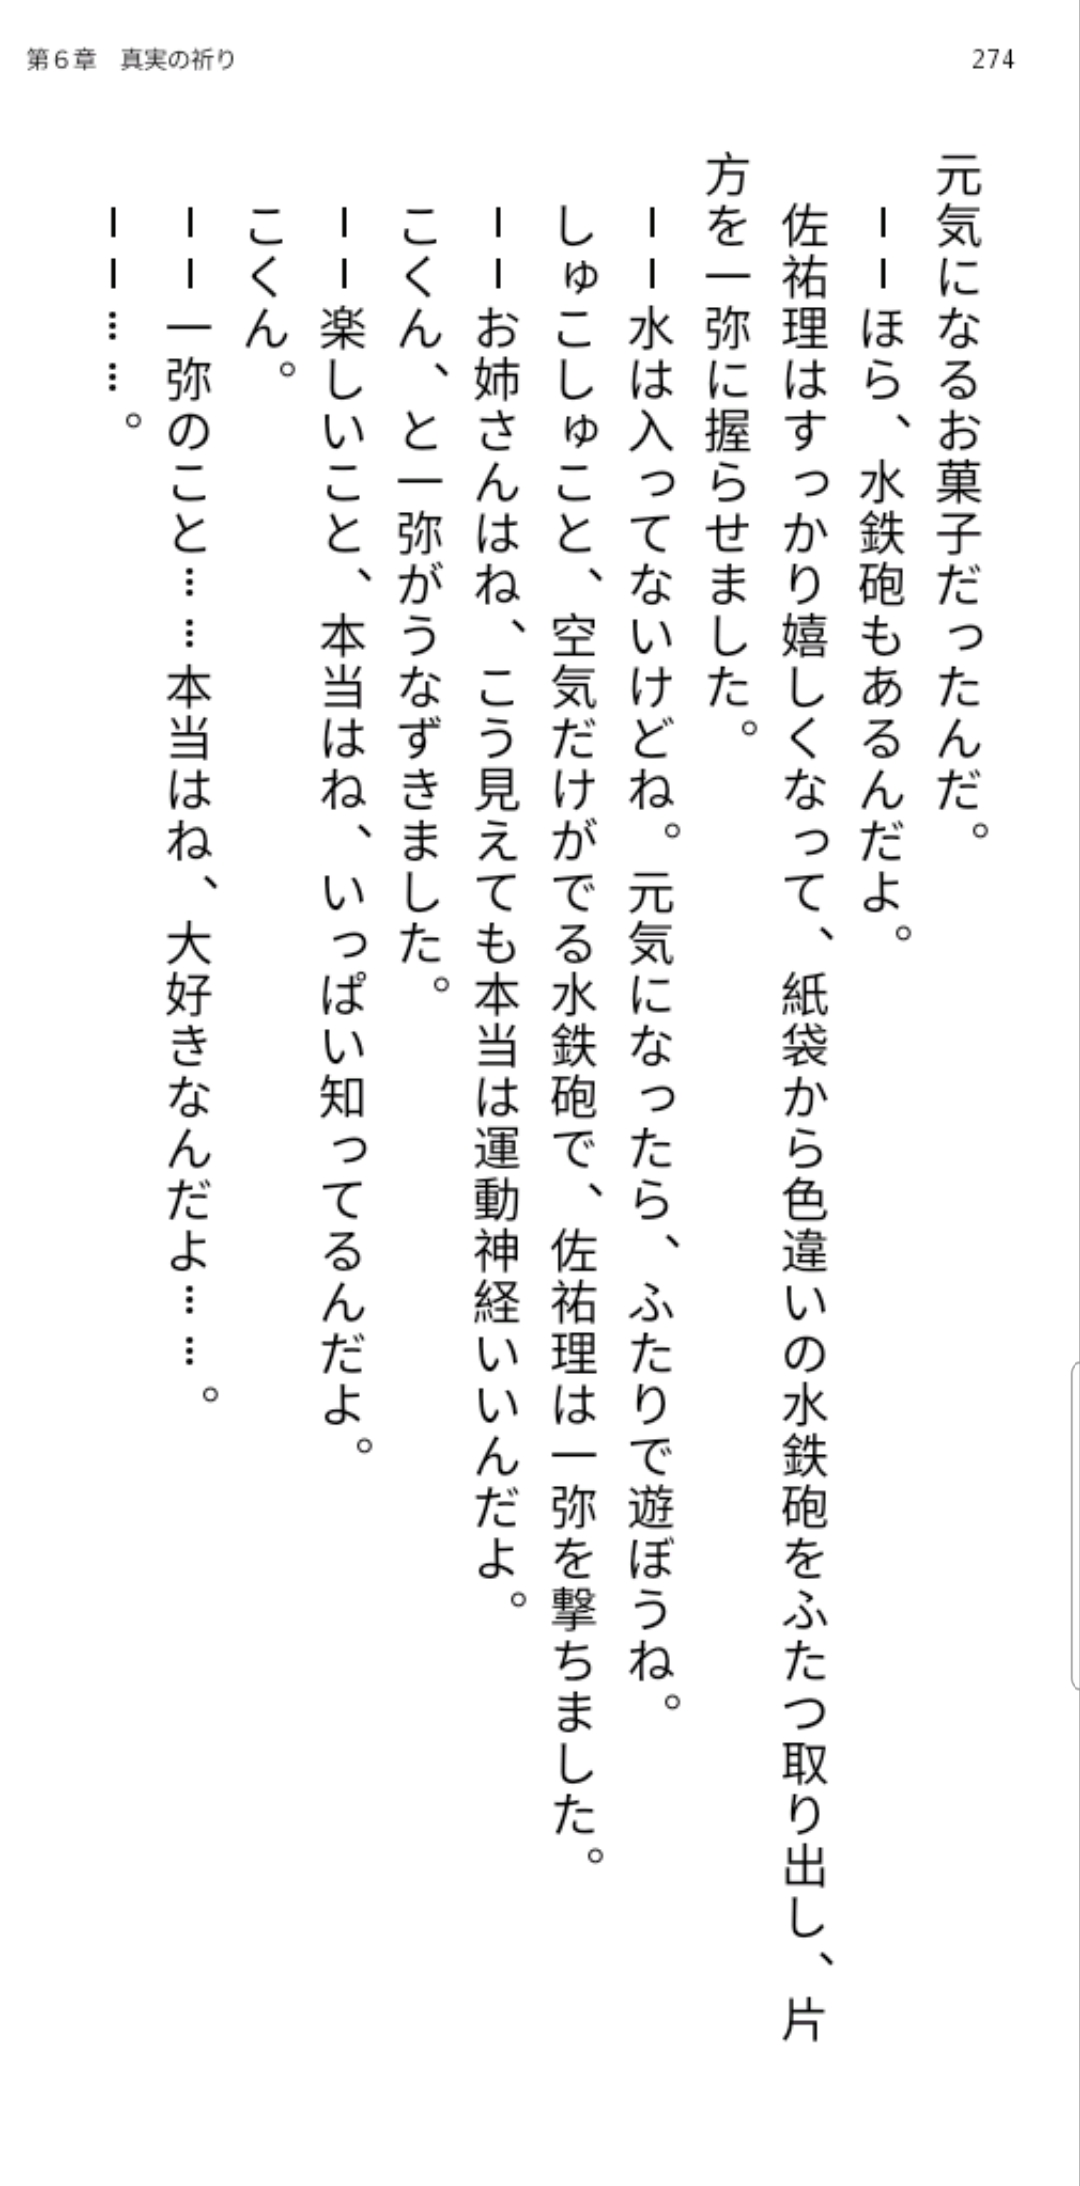 第6章　真実の祈り
274
元気になるお菓子だったんだ。
――ほら、水鉄砲もあるんだよ。
佐祐理はすっかり嬉しくなって、紙袋から色違いの水鉄砲をふたつ取り出し、片
方を一弥に握らせました。
――水は入ってないけどね。元気になったら、ふたりで遊ぼうね。
しゅこしゅこと、空気だけがでる水鉄砲で、佐祐理は一弥を撃ちました。
――お姉さんはね、こう見えても本当は運動神経いいんだよ。
こくん、と一弥がうなずきました。
――楽しいこと、本当はね、いっぱい知ってるんだよ。
こくん。
――一弥のこと……本当はね、大好きなんだよ……。
――……。